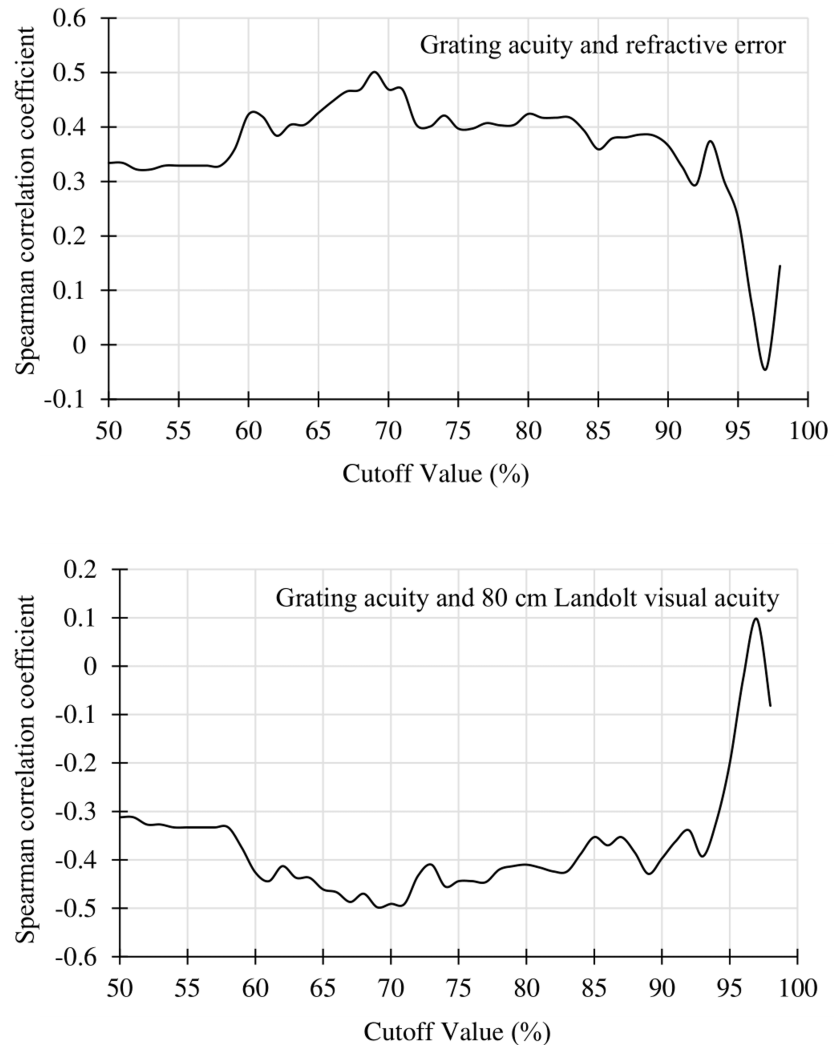 0.6
Grating acuity and refractive error
0.5
0.4
0.3
0.2
0.1
0
-0.1
Spearman correlation coefficient
50 55 60 65 70 75 80 85 90 95 100
Cutoff Value (%)
0.2
Grating acuity and 80 cm Landolt visual acuity
0.1
0
-0.1
-0.2
-0.3
-0.4
-0.5
-0.6
Spearman correlation coefficient
50 55 60 65 70 75 80 85 90 95 100
Cutoff Value (%)